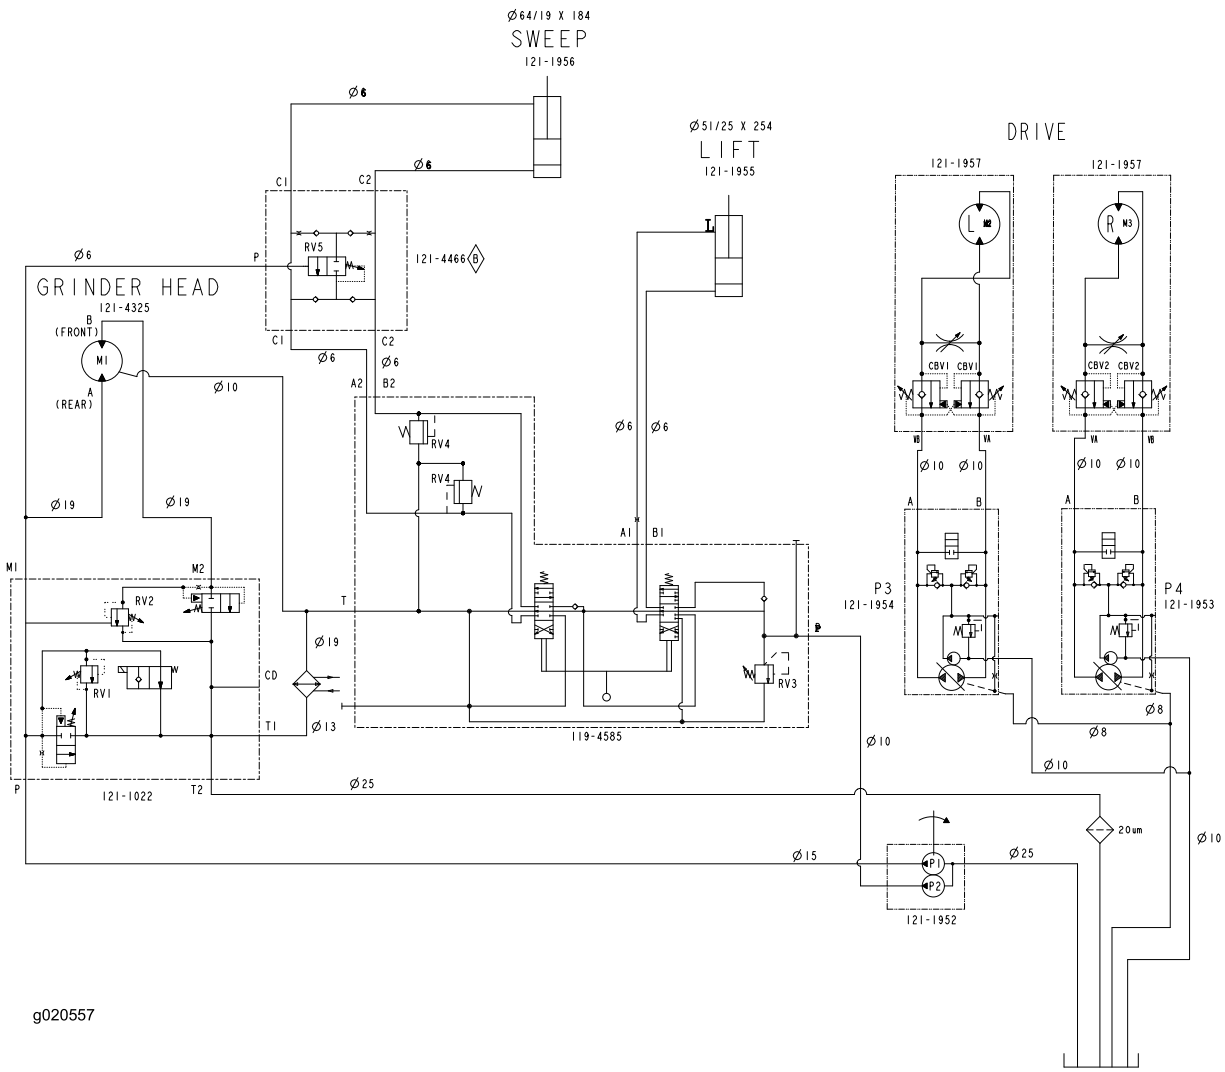 Ø64/19 X 184
SWEEP
121-1956
Ø6
Ø6
Ø51/25 X 254
LIFT
121-1955
L
DRIVE
121-1957
121-1957
L M2
R M3
C1
C2
RV5
P
121-4466 B
C1
C2
Ø6
Ø6
Ø6
GRINDER HEAD
121-4325
B
(FRONT)
M1
A
(REAR)
Ø10
A2
B2
RV4
RV4
Ø6
Ø6
CBV1
CBV1
CBV2
CBV2
VB
VA
VA
VB
Ø10
Ø10
Ø10
Ø10
A
B
A
B
Ø19
Ø19
M1
M2
A1
B1
RV2
T
P3
121-1954
P4
121-1953
Ø19
CD
RV1
RV3
T1
Ø13
119-4585
Ø8
Ø8
Ø10
Ø10
P
121-1022
T2
Ø25
20um
Ø10
Ø15
P1
P2
Ø25
121-1952
g020557